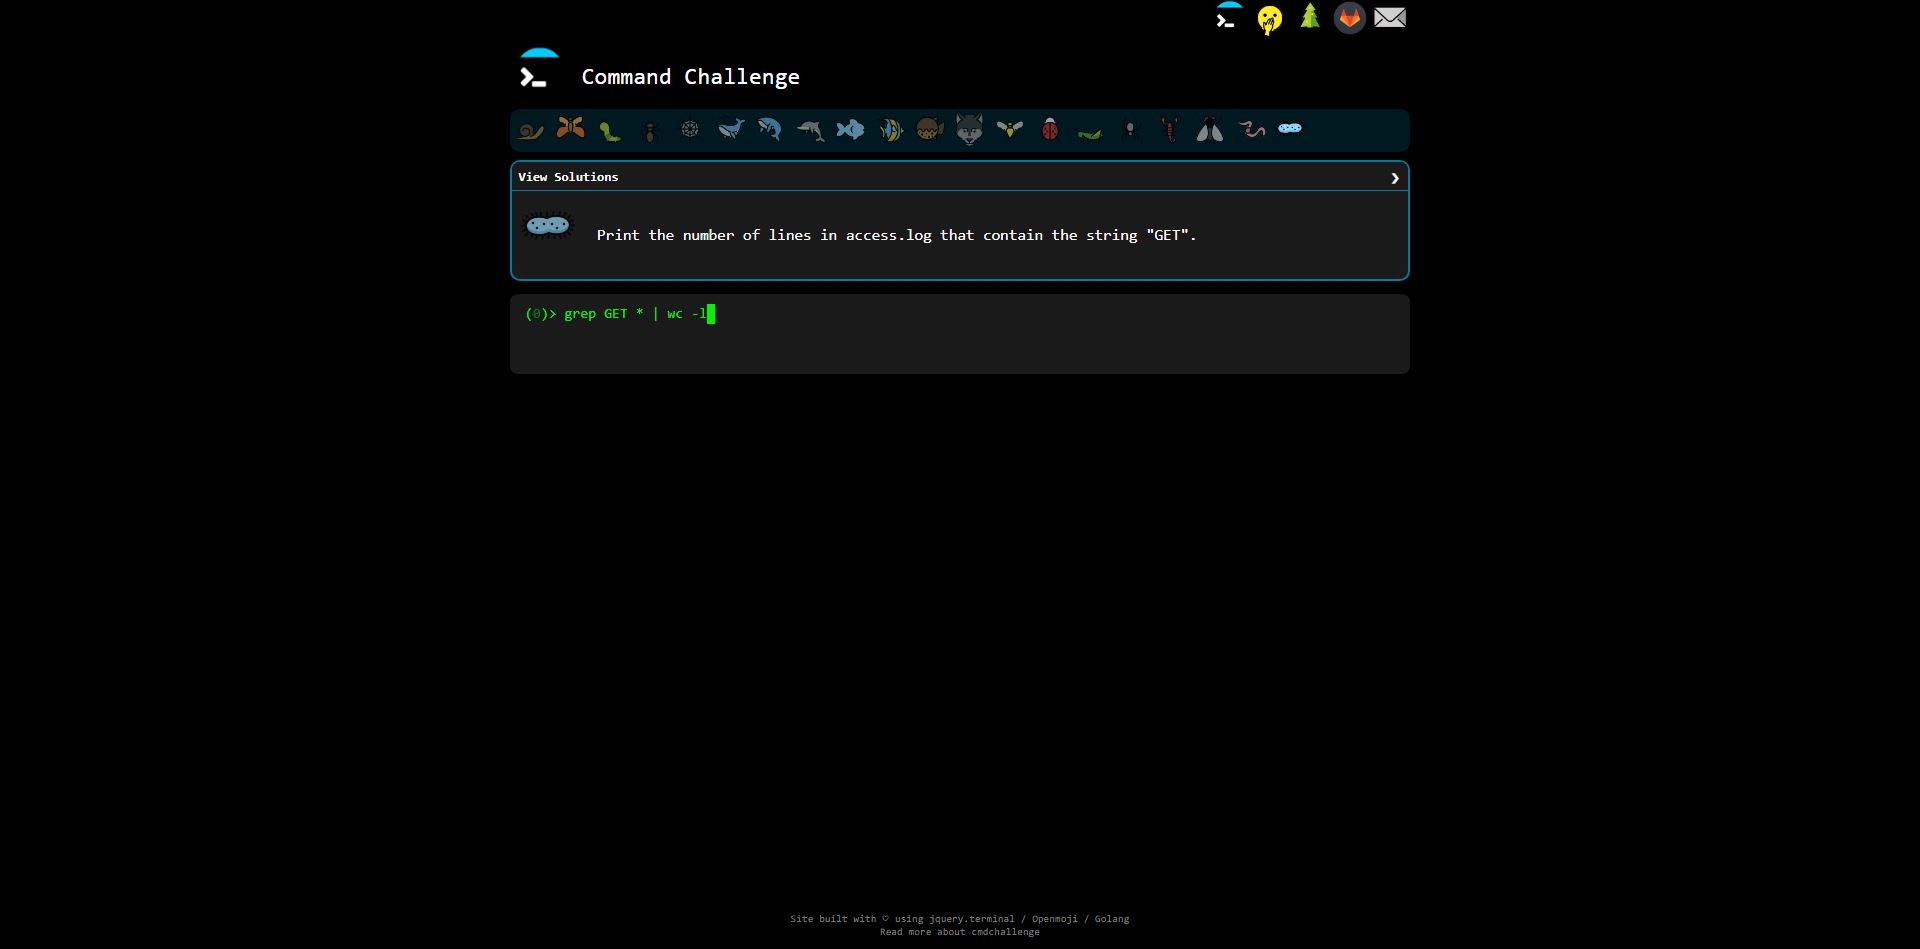 Command Challenge
View Solutions
Print the number of lines in access.log that contain the string "GET".
(0)> grep GET * | wc -l
Site built with ♡ using jquery.terminal / Openmoji / Golang
Read more about cmdchallenge